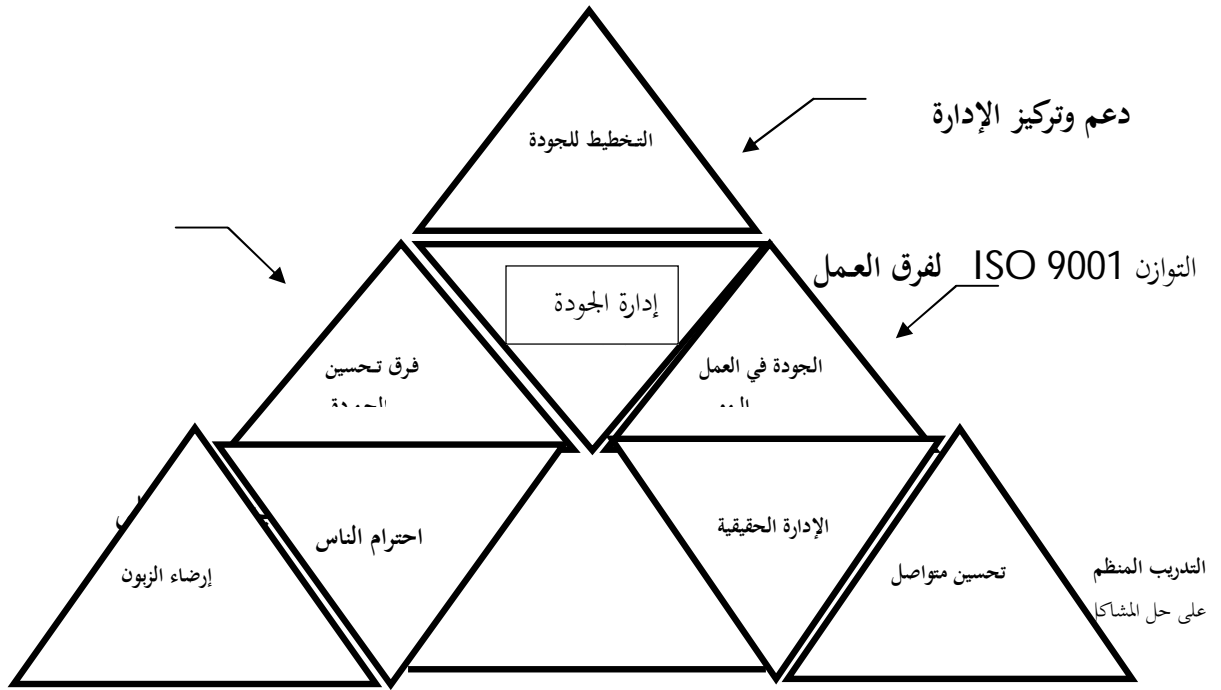 دعم وتركيز الإدارة
التخطيط للجودة
التوازن ISO 9001 لفرق العمل
إدارة الجودة
فرق تحسين
الجودة في العمل
احترام الناس
الإدارة الحقيقية
إرضاء الزبون
تحسين متواصل
التدريب المنظم
على حل المشاكل